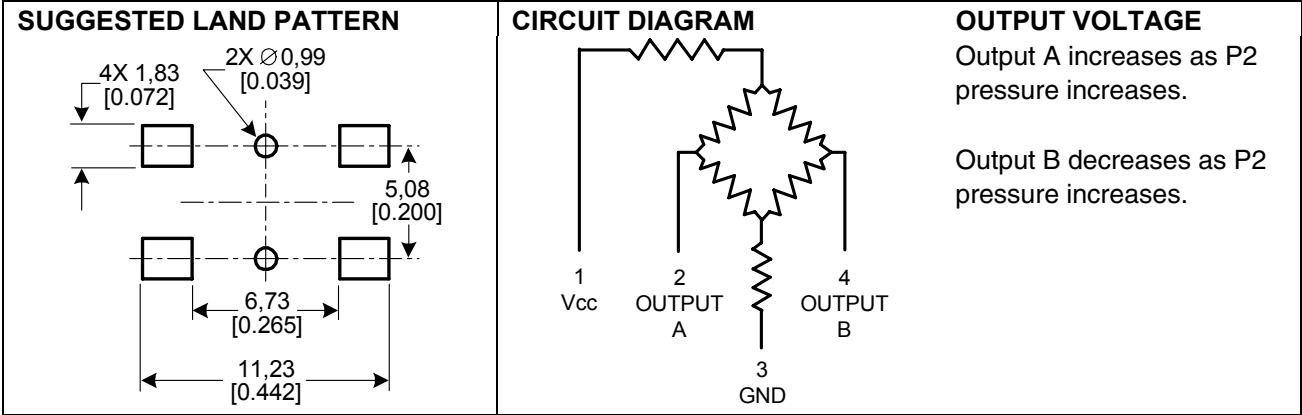 SUGGESTED LAND PATTERN
4X 1,83
[0.072]
2X ∅0,99
[0.039]
5,08
[0.200]
6,73
[0.265]
11,23
[0.442]
CIRCUIT DIAGRAM
1
Vcc
2
OUTPUT
A
4
OUTPUT
B
3
GND
OUTPUT VOLTAGE
Output A increases as P2
pressure increases.
Output B decreases as P2
pressure increases.